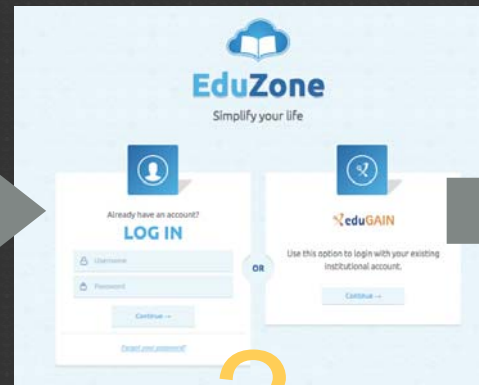 EduZone
Simplify your life
Already have an account?
LOG IN
Username
Password
Continue →
Forgot your password?
OR
eduGAIN
Use this option to login with your existing
institutional account.
Continue →